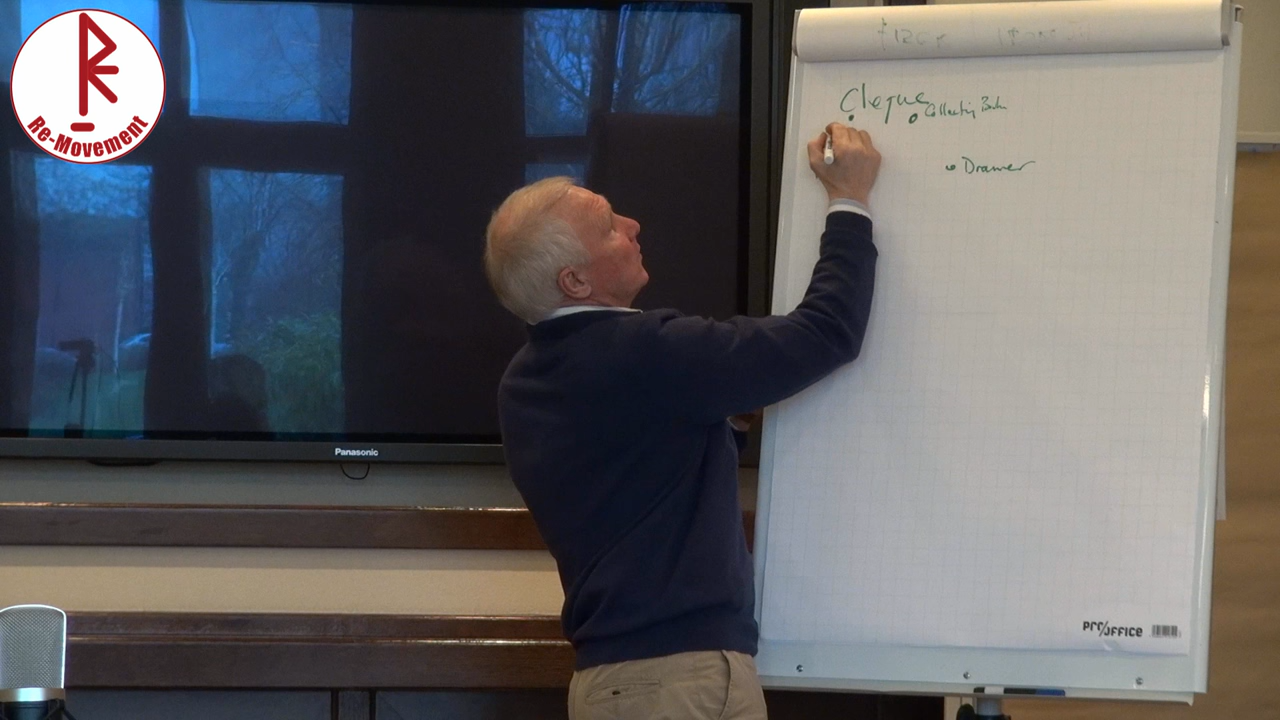 Re-Movement
Cheque
Collecting Bank
Drawer
Panasonic
PRO/OFFICE